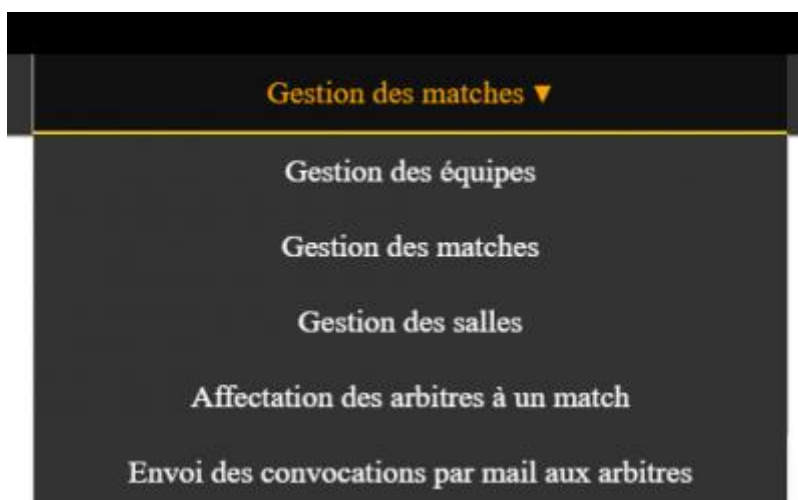 Gestion des matches ▼
Gestion des équipes
Gestion des matches
Gestion des salles
Affectation des arbitres à un match
Envoi des convocations par mail aux arbitres